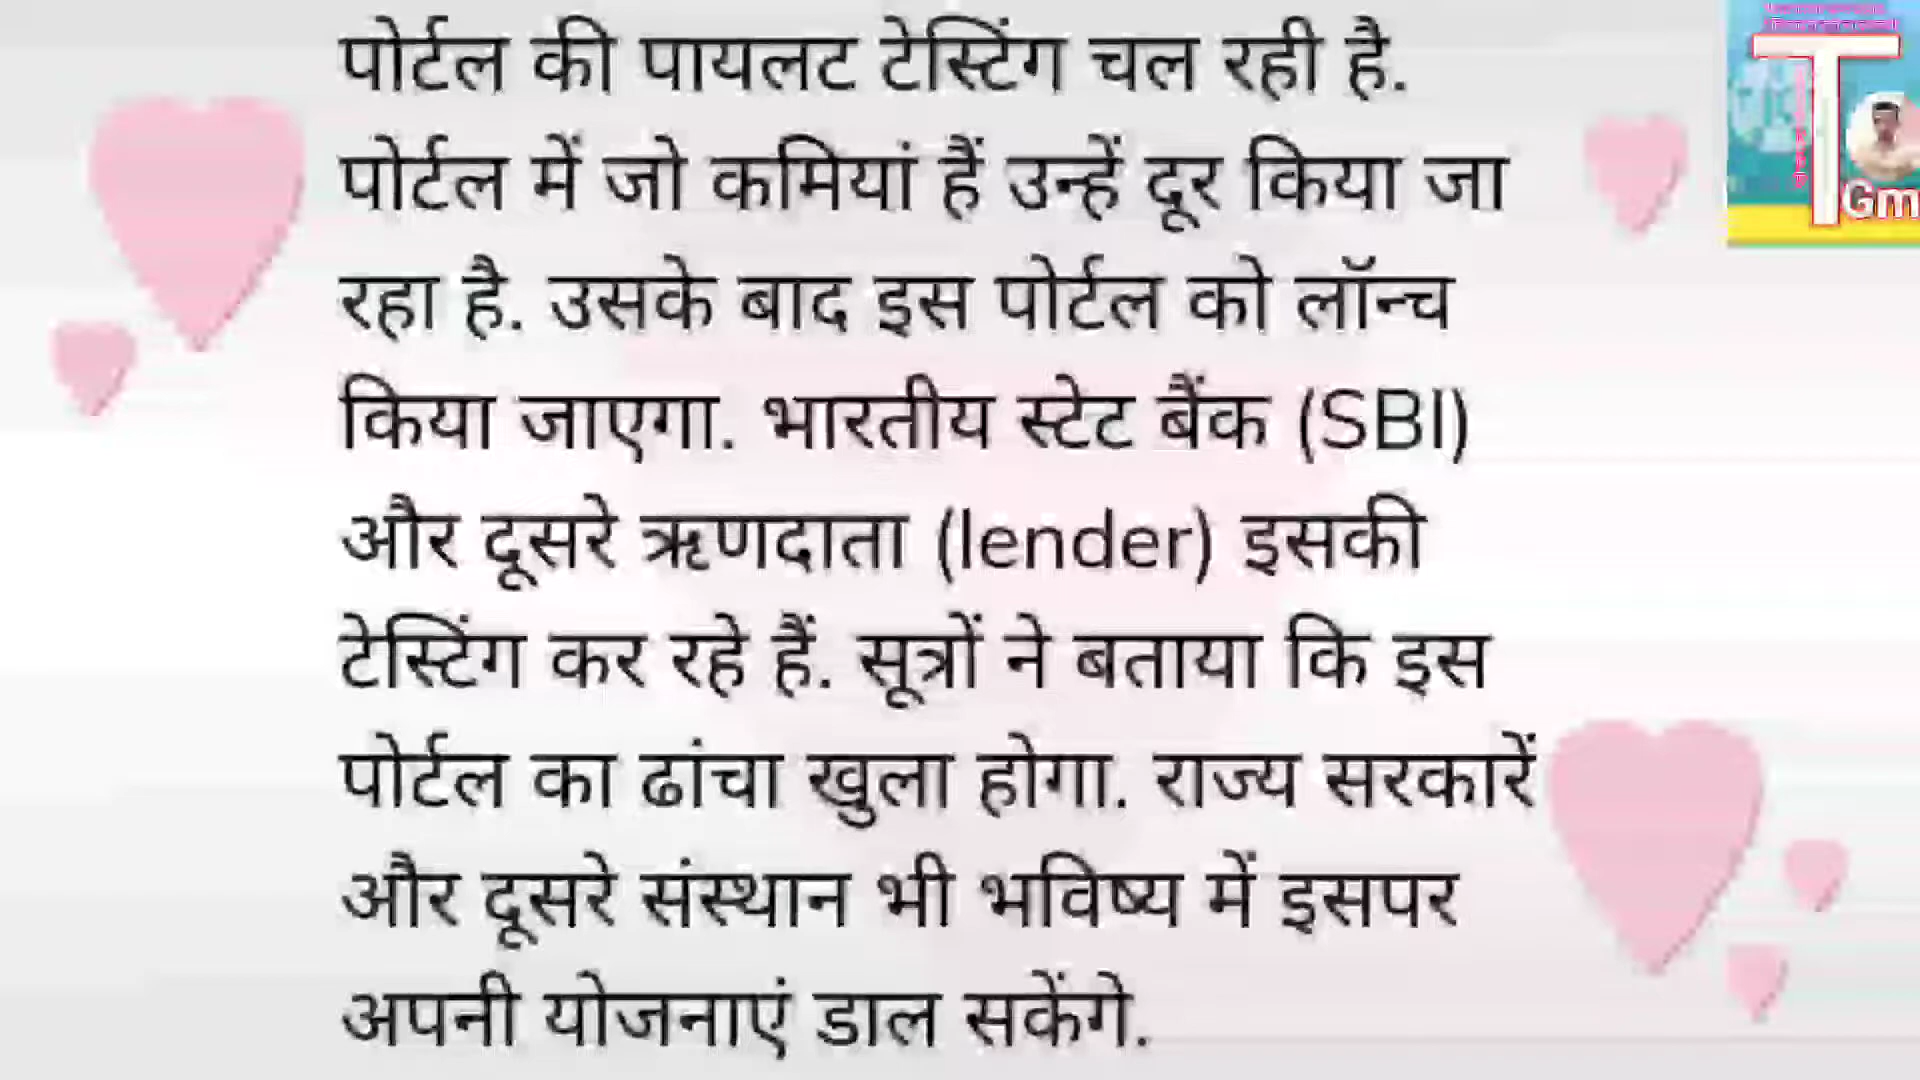 पोर्टल की पायलट टेस्टिंग चल रही है.
पोर्टल में जो कमियां हैं उन्हें दूर किया जा
रहा है. उसके बाद इस पोर्टल को लॉन्च
किया जाएगा. भारतीय स्टेट बैंक (SBI)
और दूसरे ऋणदाता (lender) इसकी
टेस्टिंग कर रहे हैं. सूत्रों ने बताया कि इस
पोर्टल का ढांचा खुला होगा. राज्य सरकारें
और दूसरे संस्थान भी भविष्य में इसपर
अपनी योजनाएं डाल सकेंगे.
T
Gm